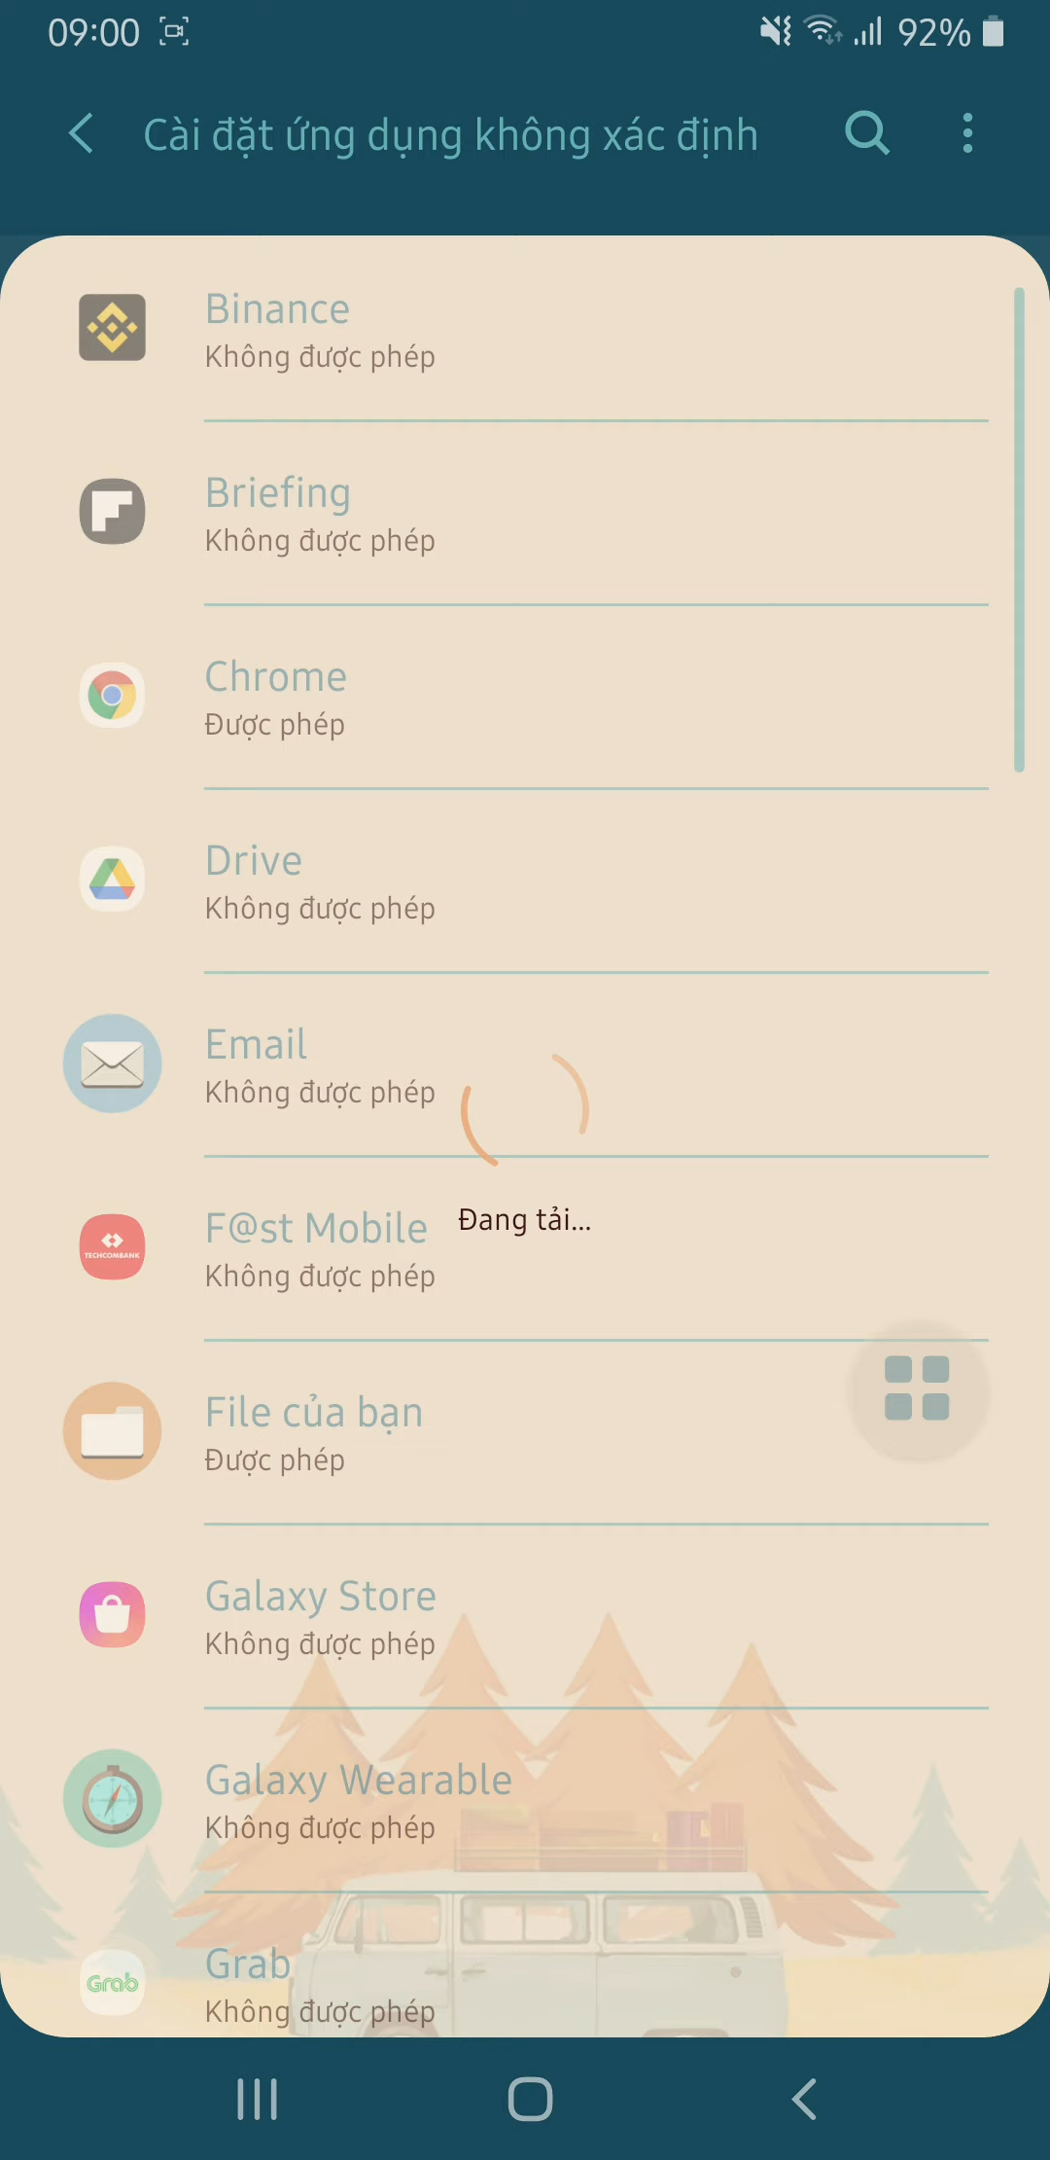 09:00 92%
Cài đặt ứng dụng không xác định
Binance
Không được phép
Briefing
Không được phép
Chrome
Được phép
Drive
Không được phép
Email
Không được phép
Đang tải...
F@st Mobile
TECHCOMBANK
Không được phép
File của bạn
Được phép
Galaxy Store
Không được phép
Galaxy Wearable
Không được phép
Grab
Grab
Không được phép